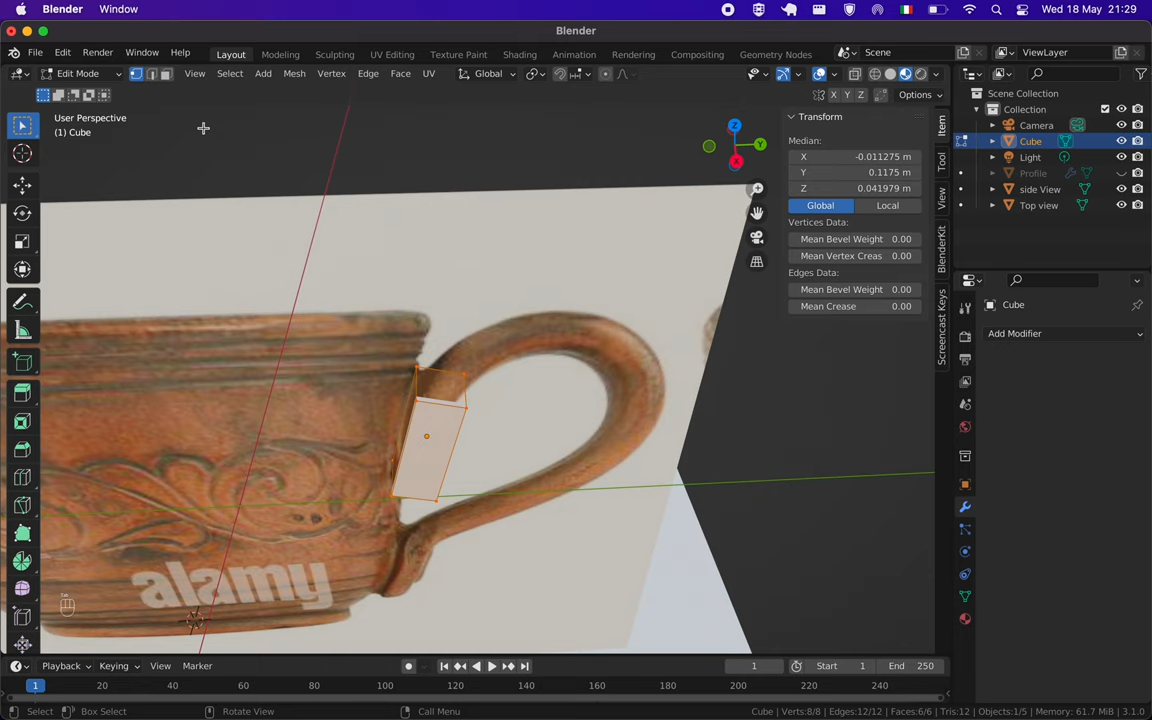 Blender Window Wed 18 May 21:29
Blender
File Edit Render Window Help Layout Modeling Sculpting UV Editing Texture Paint Shading Animation Rendering Compositing Geometry Nodes Scene ViewLayer
Edit Mode View Select Add Mesh Vertex Edge Face UV Global
X Y Z Options
User Perspective
(1) Cube
Z
Y
X
Transform
Median:
X -0.011275 m
Y 0.1175 m
Z 0.041979 m
Global Local
Vertices Data:
Mean Bevel Weight 0.00
Mean Vertex Creas 0.00
Edges Data:
Mean Bevel Weight 0.00
Mean Crease 0.00
Item
Tool
View
BlenderKit
Screencast Keys
Scene Collection
Collection
Camera
Cube
Light
Profile
side View
Top view
Cube
Add Modifier
alamy
Playback Keying View Marker 1 Start 1 End 250
1 20 40 60 80 100 120 140 160 180 200 220 240
Select Box Select Rotate View Call Menu Cube | Verts:8/8 | Edges:12/12 | Faces:6/6 | Tris:12 | Objects:1/5 | Memory: 61.7 MiB | 3.1.0